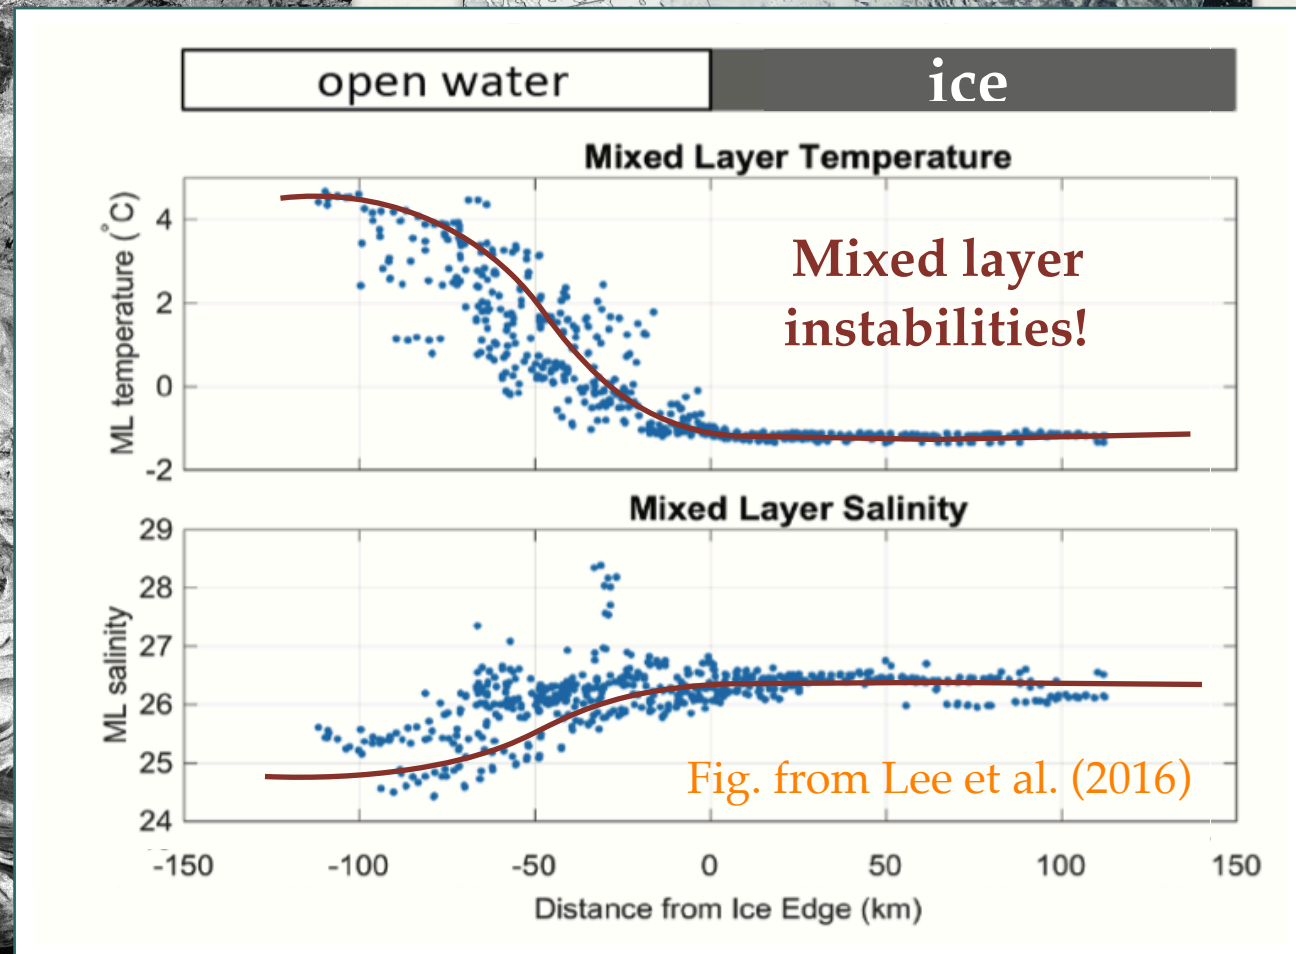 open water
ice
Mixed Layer Temperature
ML temperature (°C)
4
2
0
-2
Mixed layer
instabilities!
Mixed Layer Salinity
ML salinity
29
28
27
26
25
24
Fig. from Lee et al. (2016)
-150 -100 -50 0 50 100 150
Distance from Ice Edge (km)